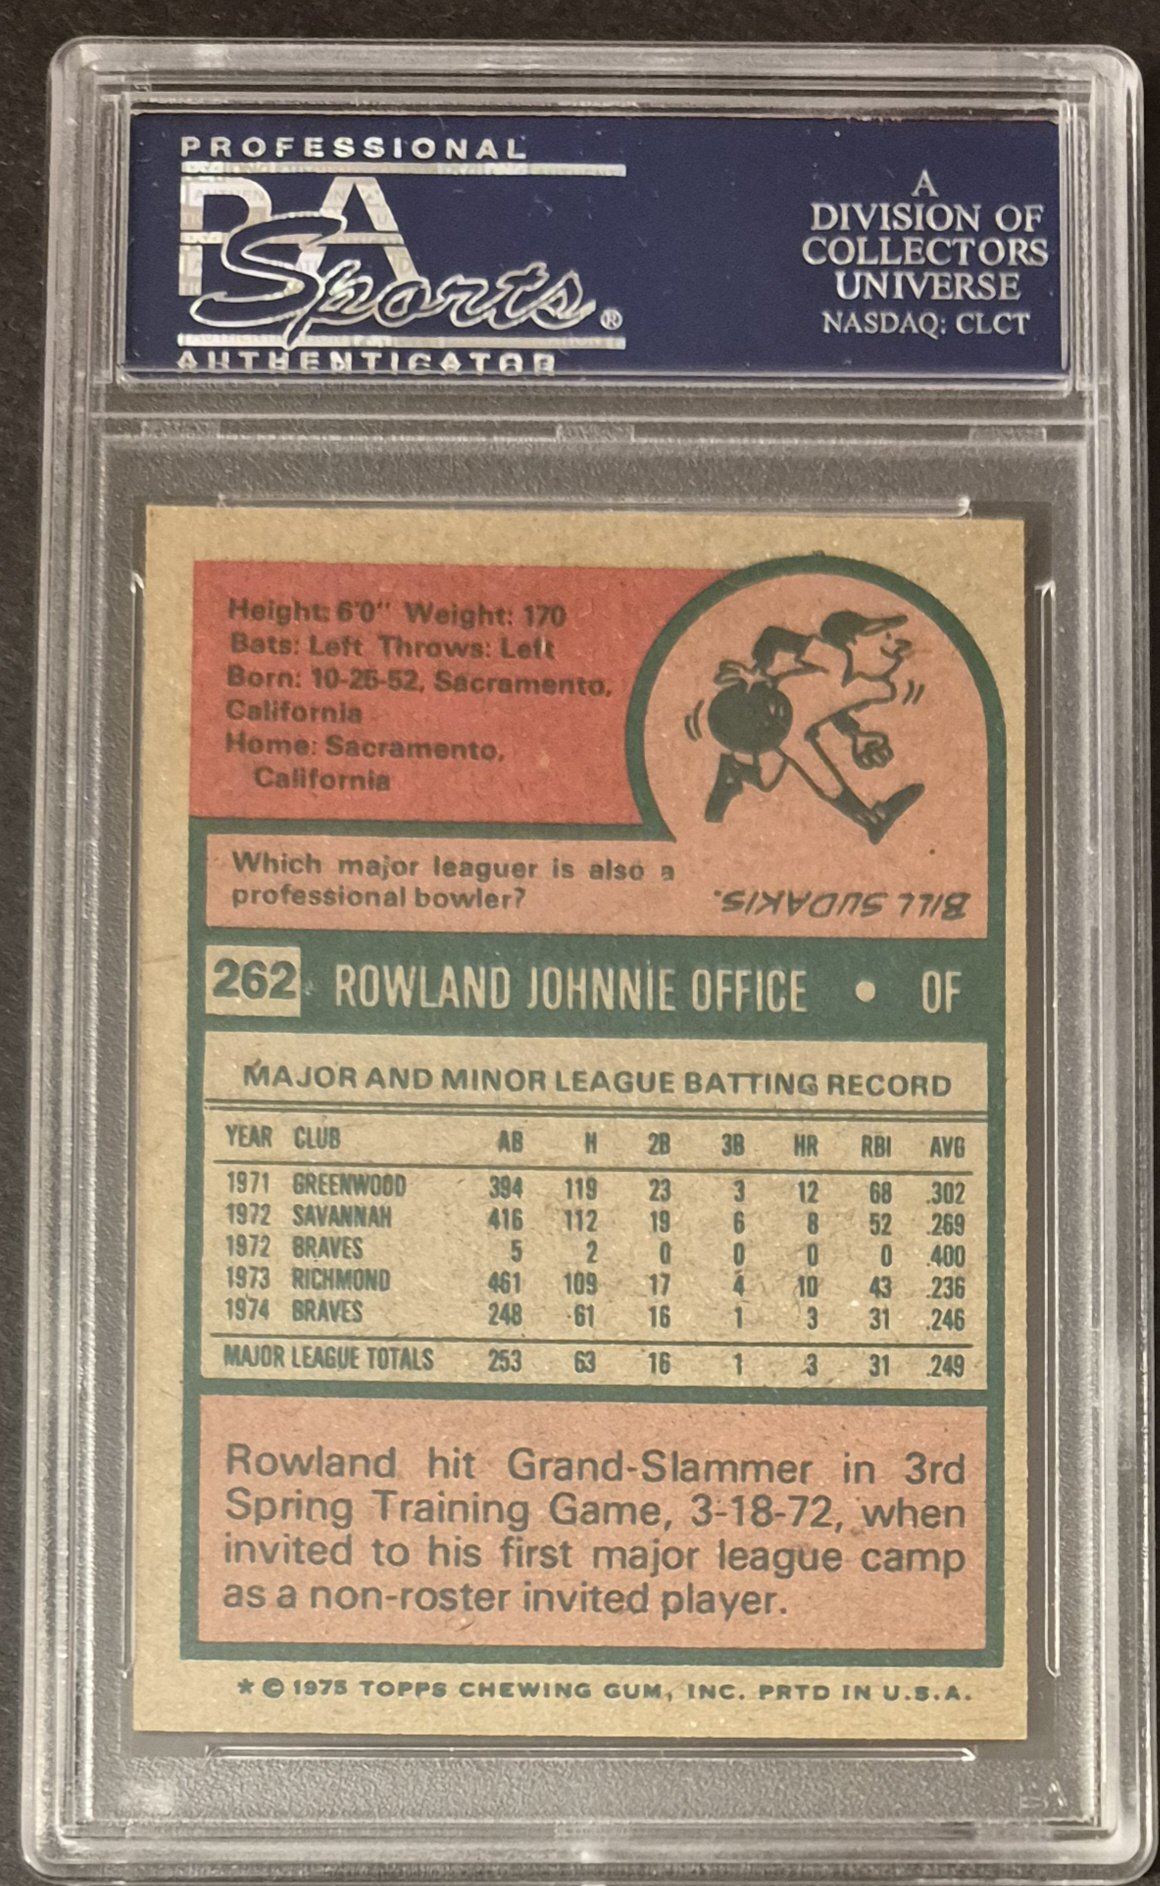 PROFESSIONAL
PSA
Sports®
AUTHENTICATOR
A
DIVISION OF
COLLECTORS
UNIVERSE
NASDAQ: CLCT
Height: 6'0" Weight: 170
Bats: Left Throws: Left
Born: 10-25-52, Sacramento,
California
Home: Sacramento,
California
Which major leaguer is also a
professional bowler?
BILL SUDAKIS.
262 ROWLAND JOHNNIE OFFICE • OF
MAJOR AND MINOR LEAGUE BATTING RECORD
YEAR CLUB AB H 2B 3B HR RBI AVG
1971 GREENWOOD 394 119 23 3 12 68 .302
1972 SAVANNAH 416 112 19 6 8 52 .269
1972 BRAVES 5 2 0 0 0 0 .400
1973 RICHMOND 461 109 17 4 10 43 .236
1974 BRAVES 248 61 16 1 3 31 .246
MAJOR LEAGUE TOTALS 253 63 16 1 3 31 .249
Rowland hit Grand-Slammer in 3rd
Spring Training Game, 3-18-72, when
invited to his first major league camp
as a non-roster invited player.
* © 1975 TOPPS CHEWING GUM, INC. PRTD IN U.S.A.